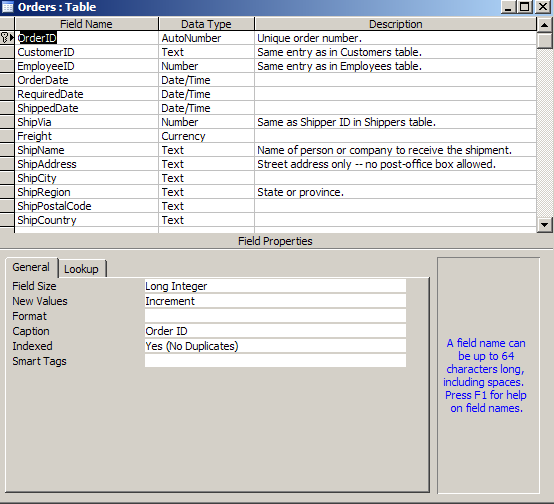 Orders : Table
Field Name Data Type Description
OrderID AutoNumber Unique order number.
CustomerID Text Same entry as in Customers table.
EmployeeID Number Same entry as in Employees table.
OrderDate Date/Time
RequiredDate Date/Time
ShippedDate Date/Time
ShipVia Number Same as Shipper ID in Shippers table.
Freight Currency
ShipName Text Name of person or company to receive the shipment.
ShipAddress Text Street address only -- no post-office box allowed.
ShipCity Text
ShipRegion Text State or province.
ShipPostalCode Text
ShipCountry Text
Field Properties
General Lookup
Field Size Long Integer
New Values Increment
Format
Caption Order ID
Indexed Yes (No Duplicates)
Smart Tags
A field name can
be up to 64
characters long,
including spaces.
Press F1 for help
on field names.